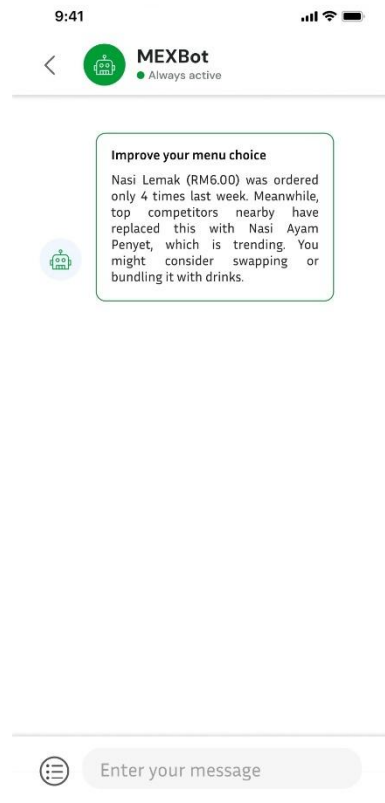 9:41
MEXBot
Always active
Improve your menu choice
Nasi Lemak (RM6.00) was ordered
only 4 times last week. Meanwhile,
top competitors nearby have
replaced this with Nasi Ayam
Penyet, which is trending. You
might consider swapping or
bundling it with drinks.
Enter your message